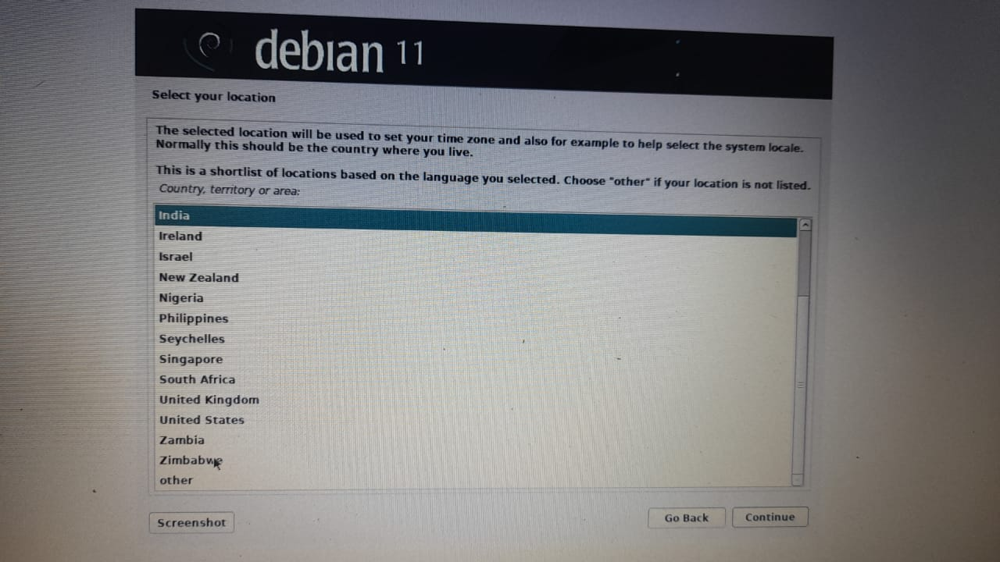 debian 11
Select your location
The selected location will be used to set your time zone and also for example to help select the system locale.
Normally this should be the country where you live.
This is a shortlist of locations based on the language you selected. Choose "other" if your location is not listed.
Country, territory or area:
India
Ireland
Israel
New Zealand
Nigeria
Philippines
Seychelles
Singapore
South Africa
United Kingdom
United States
Zambia
Zimbabwe
other
Screenshot
Go Back
Continue